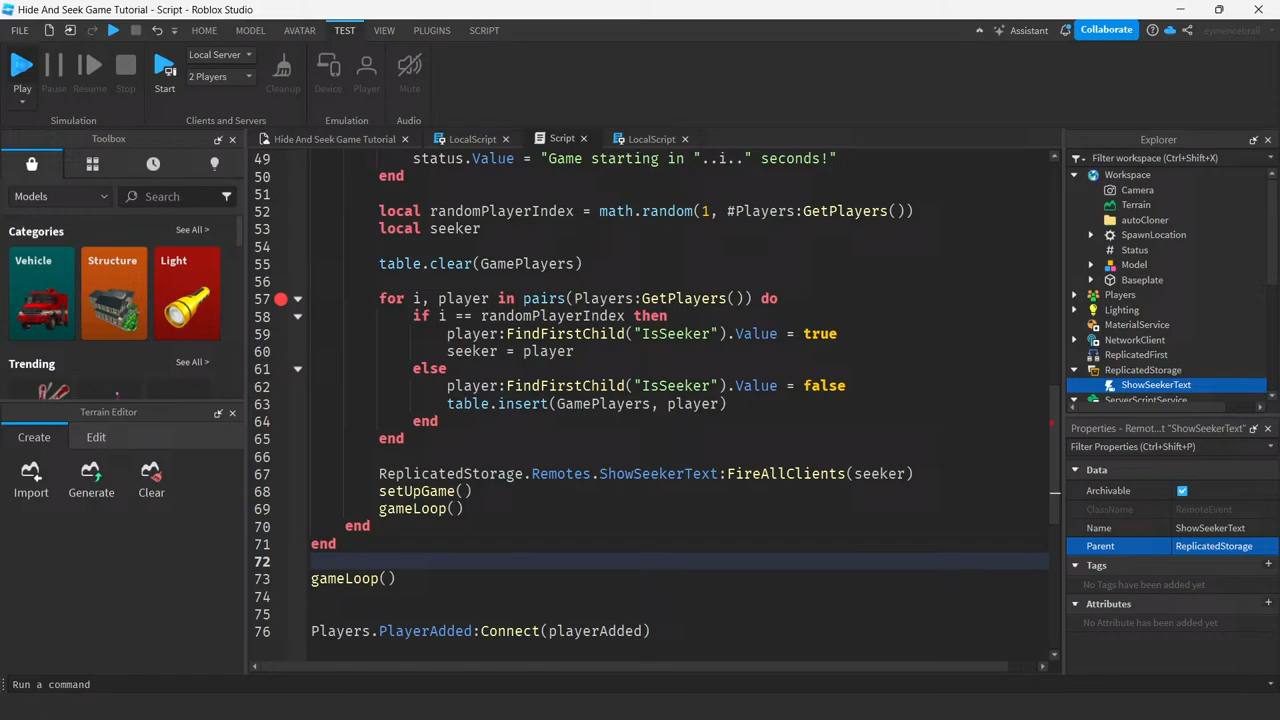 Hide And Seek Game Tutorial - Script - Roblox Studio
FILE HOME MODEL AVATAR TEST VIEW PLUGINS SCRIPT Assistant Collaborate eymencebrail
Local Server
2 Players
Play Pause Resume Stop Start Cleanup Device Player Mute
Simulation Clients and Servers Emulation Audio
Toolbox
Models Search
Categories See All >
Vehicle Structure Light
Trending See All >
Terrain Editor
Create Edit
Import Generate Clear
Hide And Seek Game Tutorial × LocalScript × Script × LocalScript ×
49 status.Value = "Game starting in "..i.." seconds!"
50 end
51
52 local randomPlayerIndex = math.random(1, #Players:GetPlayers())
53 local seeker
54
55 table.clear(GamePlayers)
56
57 for i, player in pairs(Players:GetPlayers()) do
58 if i == randomPlayerIndex then
59 player:FindFirstChild("IsSeeker").Value = true
60 seeker = player
61 else
62 player:FindFirstChild("IsSeeker").Value = false
63 table.insert(GamePlayers, player)
64 end
65 end
66
67 ReplicatedStorage.Remotes.ShowSeekerText:FireAllClients(seeker)
68 setUpGame()
69 gameLoop()
70 end
71 end
72
73 gameLoop()
74
75
76 Players.PlayerAdded:Connect(playerAdded)
Explorer
Filter workspace (Ctrl+Shift+X)
Workspace
Camera
Terrain
autoCloner
SpawnLocation
Status
Model
Baseplate
Players
Lighting
MaterialService
NetworkClient
ReplicatedFirst
ReplicatedStorage
ShowSeekerText
ServerScriptService
Properties - Remot...t "ShowSeekerText"
Filter Properties (Ctrl+Shift+P)
Data
Archivable
ClassName RemoteEvent
Name ShowSeekerText
Parent ReplicatedStorage
Tags
No Tags have been added yet
Attributes
No Attribute has been added yet
Run a command